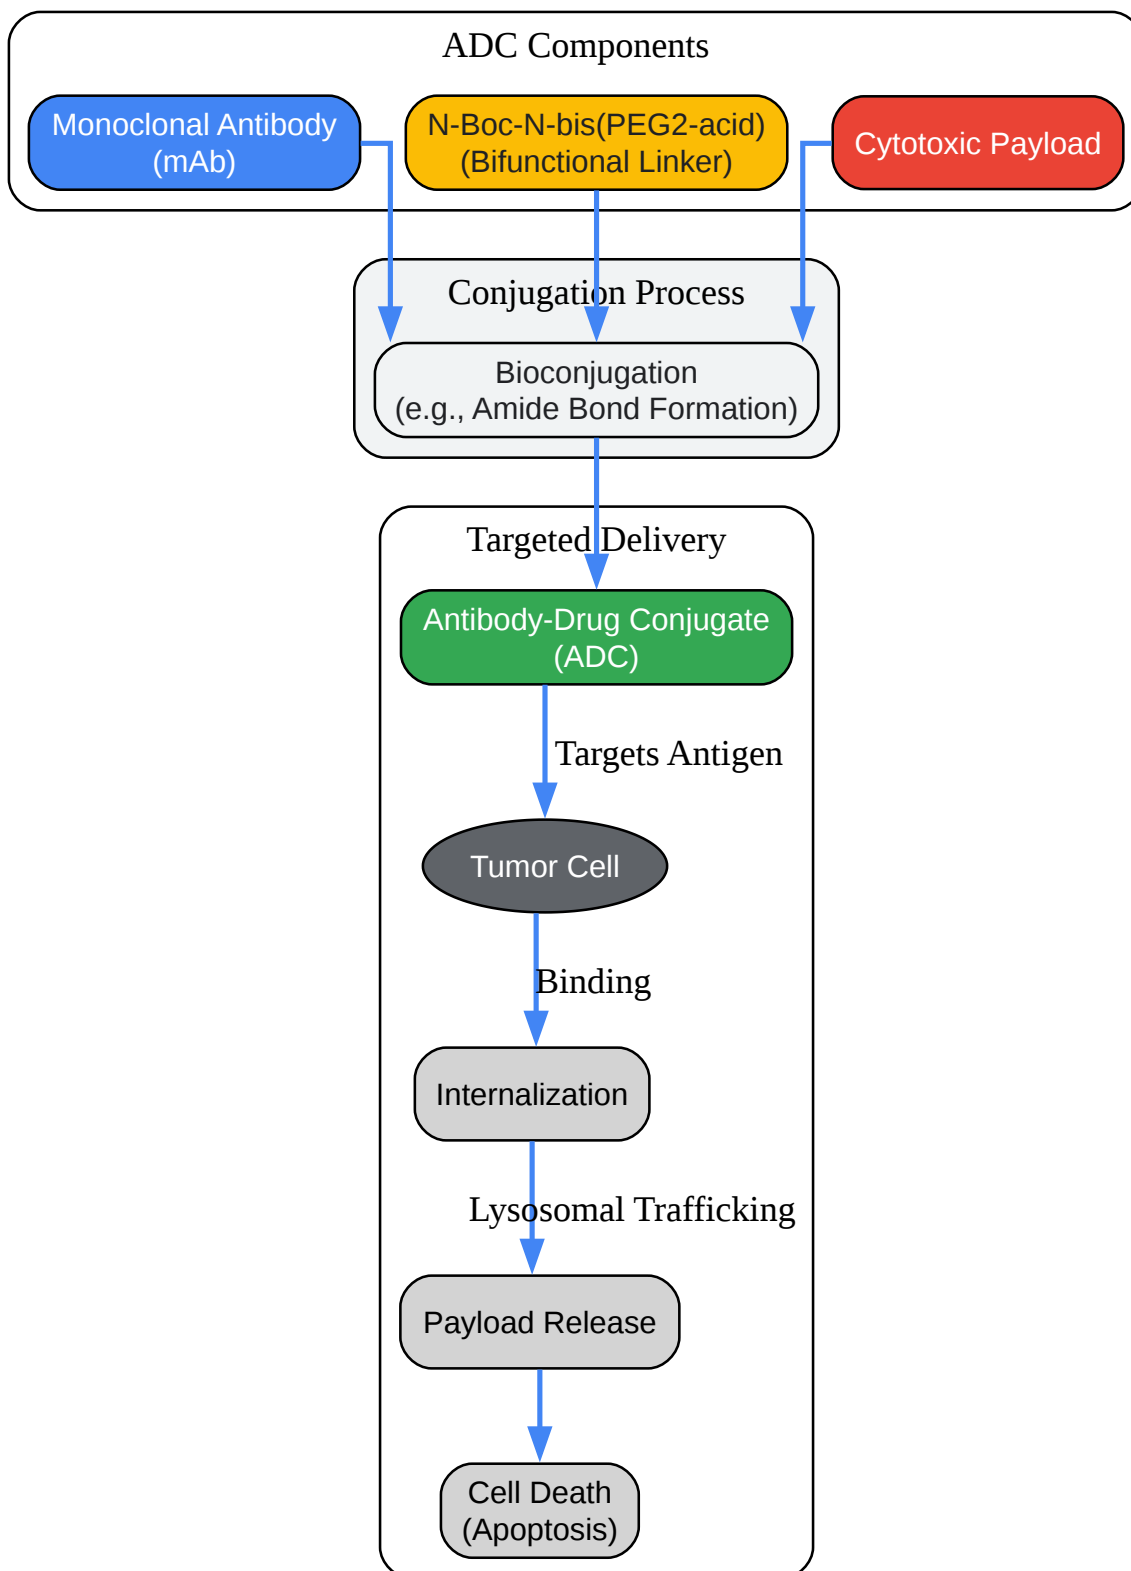 ADC Components
Monoclonal Antibody
(mAb)
N-Boc-N-bis(PEG2-acid)
(Bifunctional Linker)
Cytotoxic Payload
Conjugation Process
Bioconjugation
(e.g., Amide Bond Formation)
Targeted Delivery
Antibody-Drug Conjugate
(ADC)
Targets Antigen
Tumor Cell
Binding
Internalization
Lysosomal Trafficking
Payload Release
Cell Death
(Apoptosis)